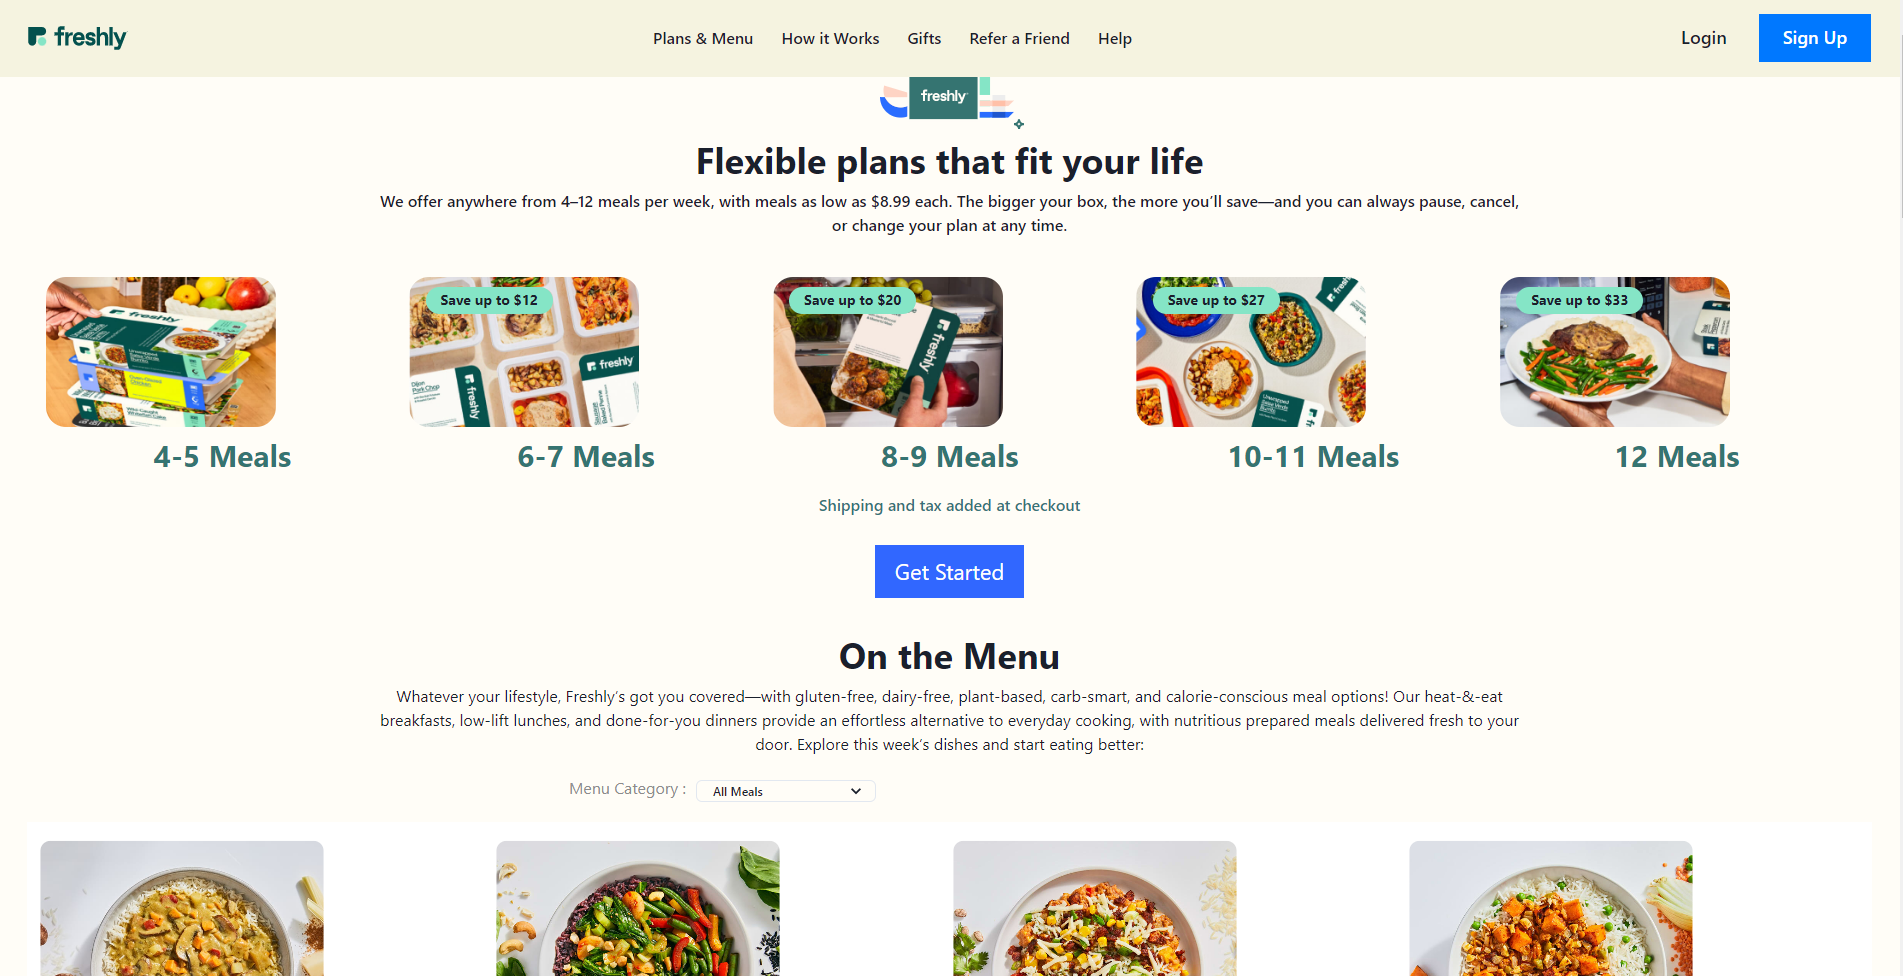 freshly
Plans & Menu
How it Works
Gifts
Refer a Friend
Help
Login
Sign Up
freshly
Flexible plans that fit your life
We offer anywhere from 4–12 meals per week, with meals as low as $8.99 each. The bigger your box, the more you’ll save—and you can always pause, cancel,
or change your plan at any time.
freshly
Save up to $12
freshly
freshly
Dijon
Pork Chop
Save up to $20
freshly
Save up to $27
Save up to $33
4-5 Meals
6-7 Meals
8-9 Meals
10-11 Meals
12 Meals
Shipping and tax added at checkout
Get Started
On the Menu
Whatever your lifestyle, Freshly’s got you covered—with gluten-free, dairy-free, plant-based, carb-smart, and calorie-conscious meal options! Our heat-&-eat
breakfasts, low-lift lunches, and done-for-you dinners provide an effortless alternative to everyday cooking, with nutritious prepared meals delivered fresh to your
door. Explore this week’s dishes and start eating better:
Menu Category :
All Meals